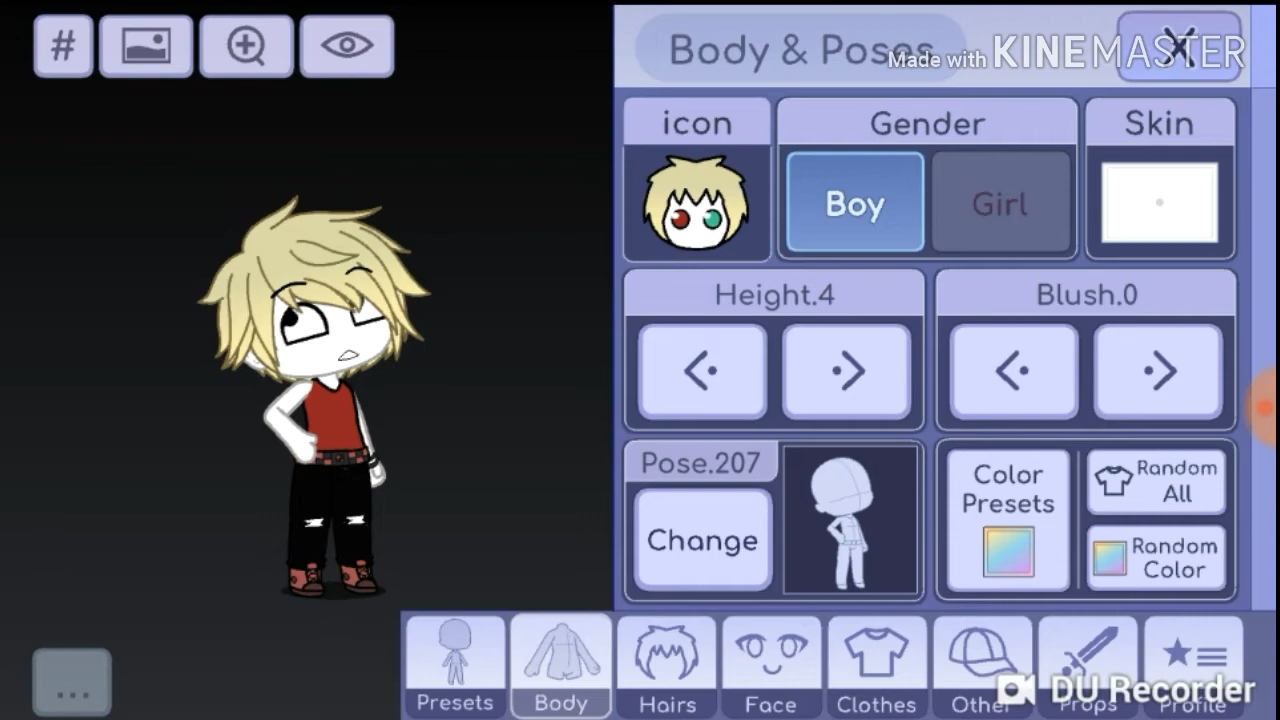 #
Body & Poses
Made with KINEMASTER
X
icon
Gender
Skin
Boy
Girl
Height.4
Blush.0
Pose.207
Change
Color
Presets
Random
All
Random
Color
...
Presets
Body
Hairs
Face
Clothes
Other
Props
Profile
DU Recorder